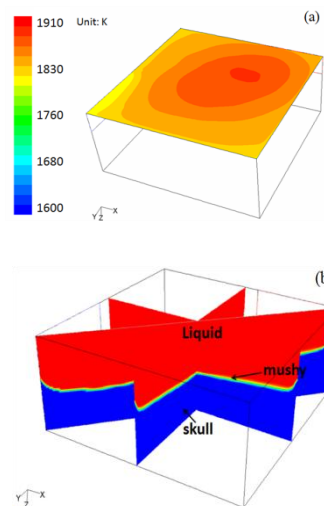 1910 Unit: K (a)
1830
1760
1680
1600
Y Z X
(b
Liquid
mushy
skull
Y Z X